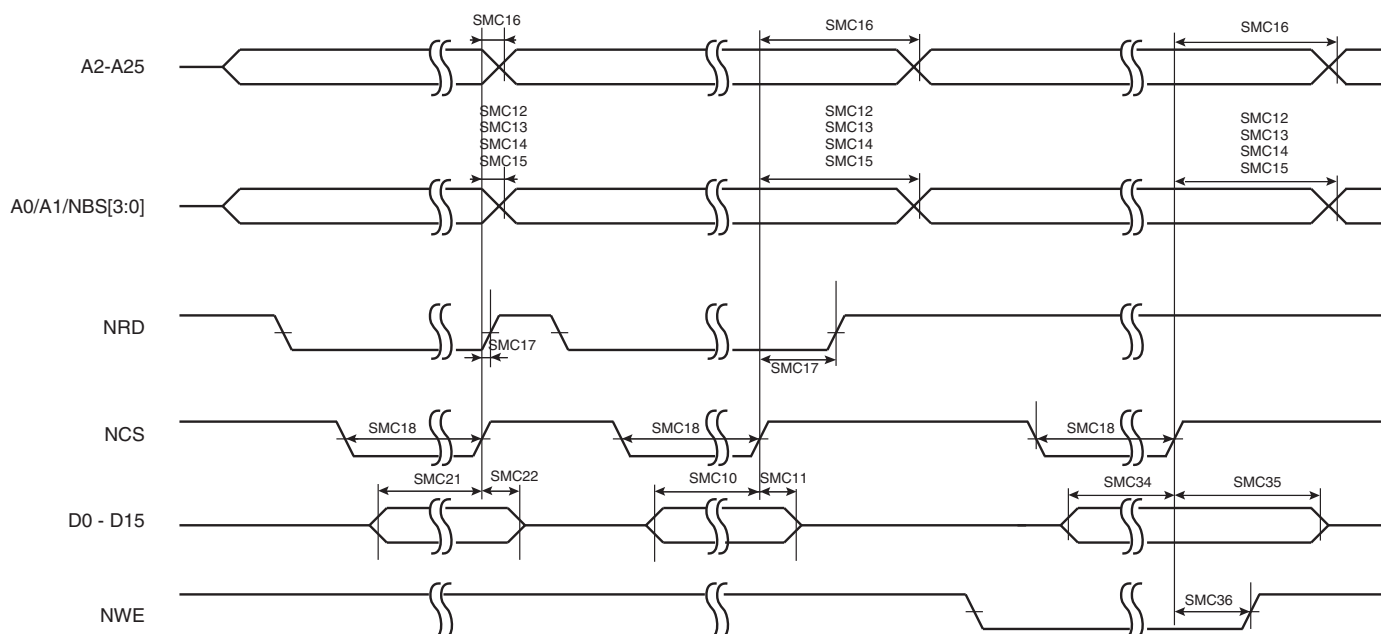 SMC16
SMC16
SMC16
A2-A25
SMC12
SMC13
SMC14
SMC15
SMC12
SMC13
SMC14
SMC15
SMC12
SMC13
SMC14
SMC15
A0/A1/NBS[3:0]
NRD
SMC17
SMC17
NCS
SMC18
SMC18
SMC18
SMC21
SMC22
SMC10
SMC11
SMC34
SMC35
D0 - D15
NWE
SMC36